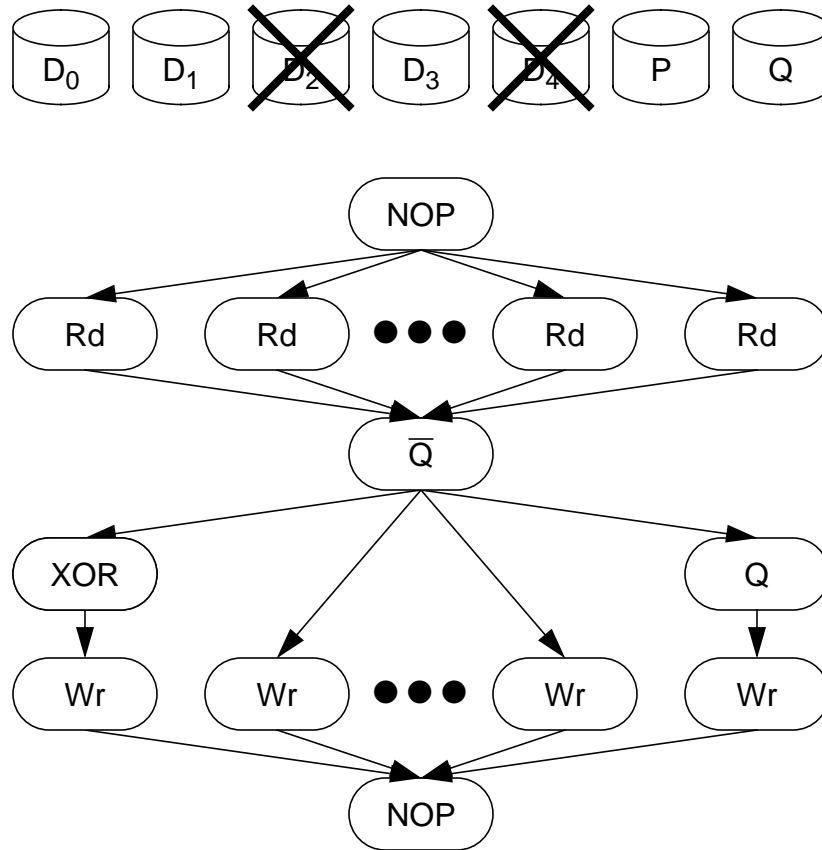 D₀ D₁ D₂ D₃ D₄ P Q
NOP
Rd Rd ●●● Rd Rd
Q̅
XOR Q
Wr Wr ●●● Wr Wr
NOP